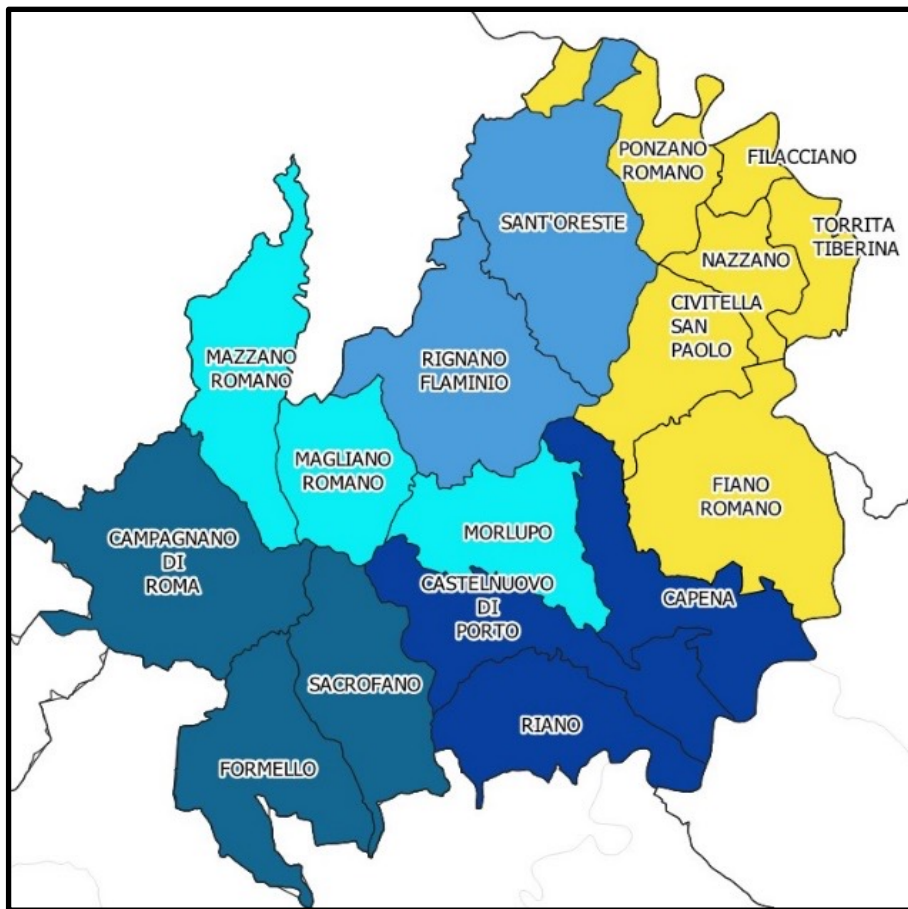 PONZANO
ROMANO
FILACCIANO
SANT'ORESTE
TORRITA
TIBERINA
NAZZANO
CIVITELLA
SAN
PAOLO
MAZZANO
ROMANO
RIGNANO
FLAMINIO
MAGLIANO
ROMANO
FIANO
ROMANO
CAMPAGNANO
DI
ROMA
MORLUPO
CASTELNUOVO
DI
PORTO
CAPENA
SACROFANO
RIANO
FORMELLO